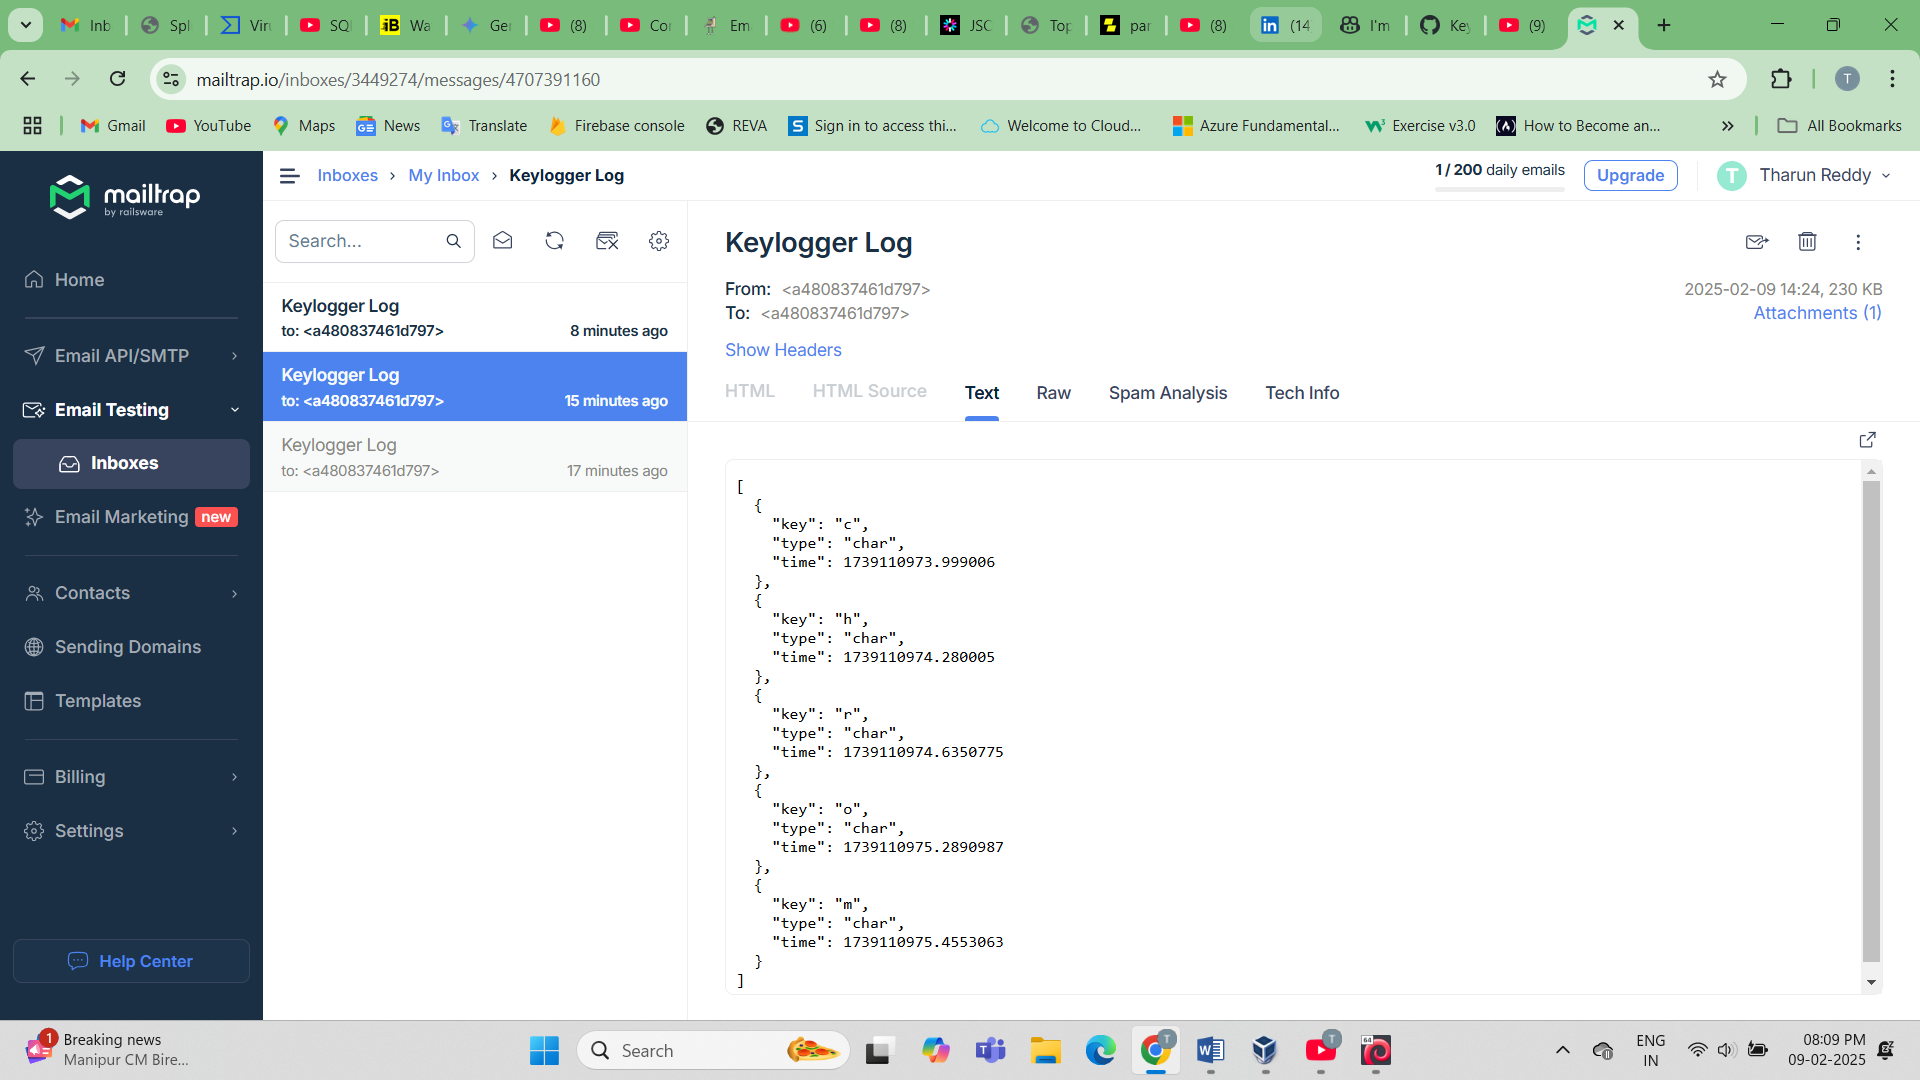 Inb
Spl
Viru
SQ
Wa
Ger
(8)
Cor
Em
(6)
(8)
JSC
Top
par
(8)
(14
I'm
Key
(9)
mailtrap.io/inboxes/3449274/messages/4707391160
T
Gmail
YouTube
Maps
News
Translate
Firebase console
REVA
Sign in to access thi...
Welcome to Cloud...
Azure Fundamental...
Exercise v3.0
How to Become an...
All Bookmarks
mailtrap
by railsware
Home
Email API/SMTP
Email Testing
Inboxes
Email Marketing new
Contacts
Sending Domains
Templates
Billing
Settings
Help Center
Inboxes > My Inbox > Keylogger Log
1 / 200 daily emails
Upgrade
T Tharun Reddy
Search...
Keylogger Log
to: <a480837461d797> 8 minutes ago
Keylogger Log
to: <a480837461d797> 15 minutes ago
Keylogger Log
to: <a480837461d797> 17 minutes ago
Keylogger Log
From: <a480837461d797>
To: <a480837461d797>
2025-02-09 14:24, 230 KB
Attachments (1)
Show Headers
HTML HTML Source Text Raw Spam Analysis Tech Info
[
{
"key": "c",
"type": "char",
"time": 1739110973.999006
},
{
"key": "h",
"type": "char",
"time": 1739110974.280005
},
{
"key": "r",
"type": "char",
"time": 1739110974.6350775
},
{
"key": "o",
"type": "char",
"time": 1739110975.2890987
},
{
"key": "m",
"type": "char",
"time": 1739110975.4553063
}
]
1
Breaking news
Manipur CM Bire...
Search
T
T
64
ENG
IN
08:09 PM
09-02-2025